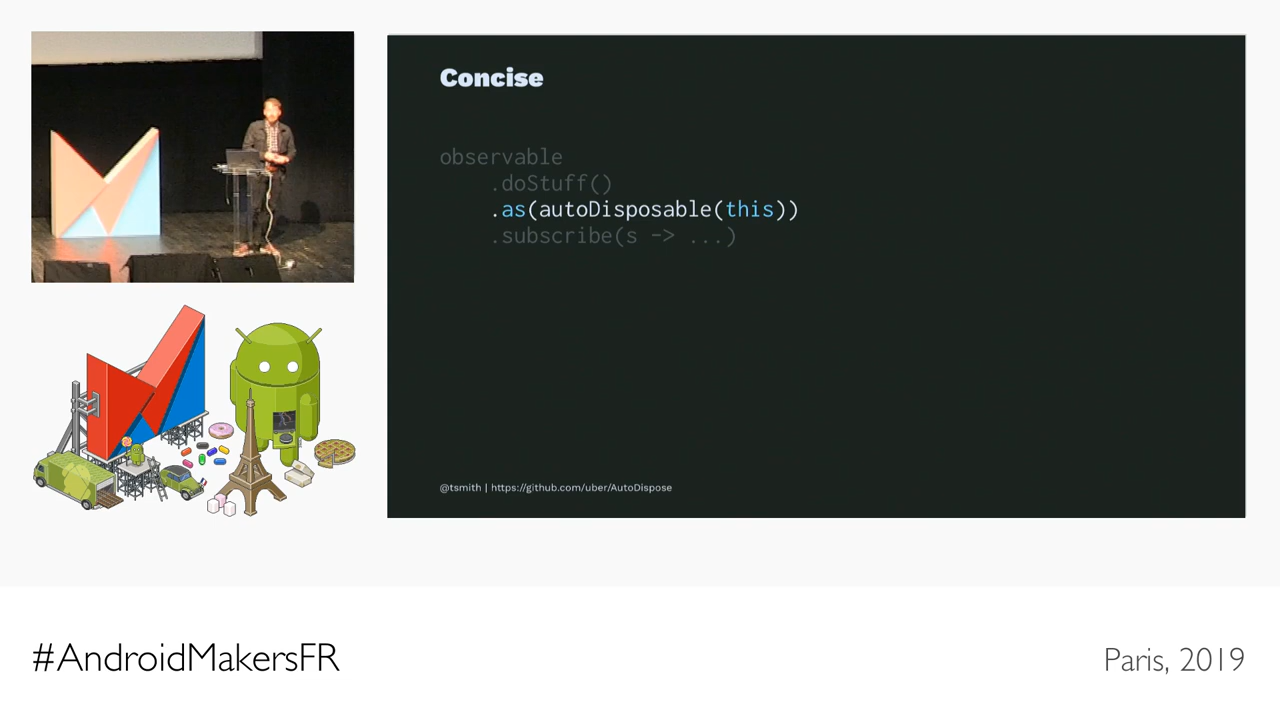 Concise
observable
.doStuff()
.as(autoDisposable(this))
.subscribe(s -> ...)
@tsmith | https://github.com/uber/AutoDispose
#AndroidMakersFR
Paris, 2019